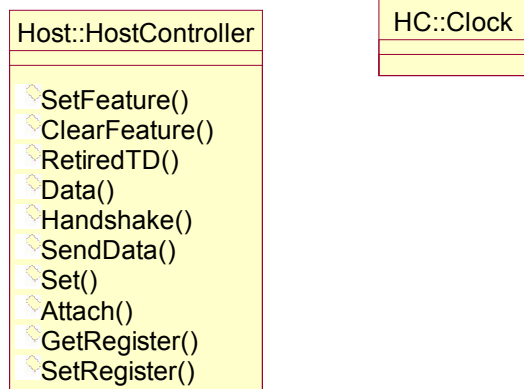 Host::HostController
SetFeature()
ClearFeature()
RetiredTD()
Data()
Handshake()
SendData()
Set()
Attach()
GetRegister()
SetRegister()
HC::Clock